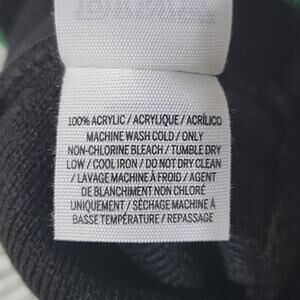 100% ACRYLIC / ACRYLIQUE / ACRÍLICO
MACHINE WASH COLD / ONLY
NON-CHLORINE BLEACH / TUMBLE DRY
LOW / COOL IRON / DO NOT DRY CLEAN
/ LAVAGE MACHINE À FROID / AGENT
DE BLANCHIMENT NON CHLORÉ
UNIQUEMENT / SÉCHAGE MACHINE À
BASSE TEMPÉRATURE / REPASSAGE